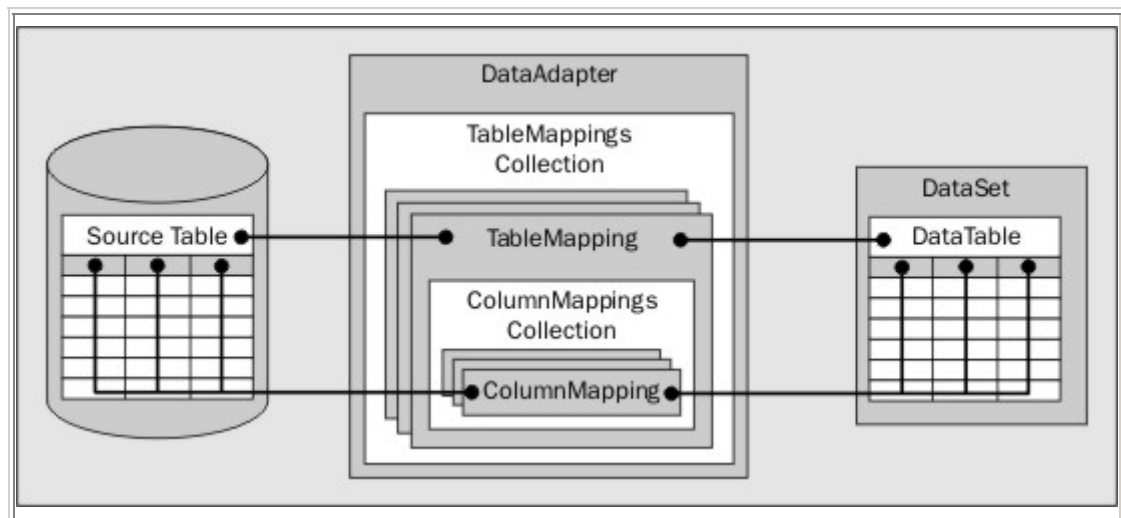 DataAdapter
TableMappings
Collection
Source Table
TableMapping
ColumnMappings
Collection
ColumnMapping
DataSet
DataTable